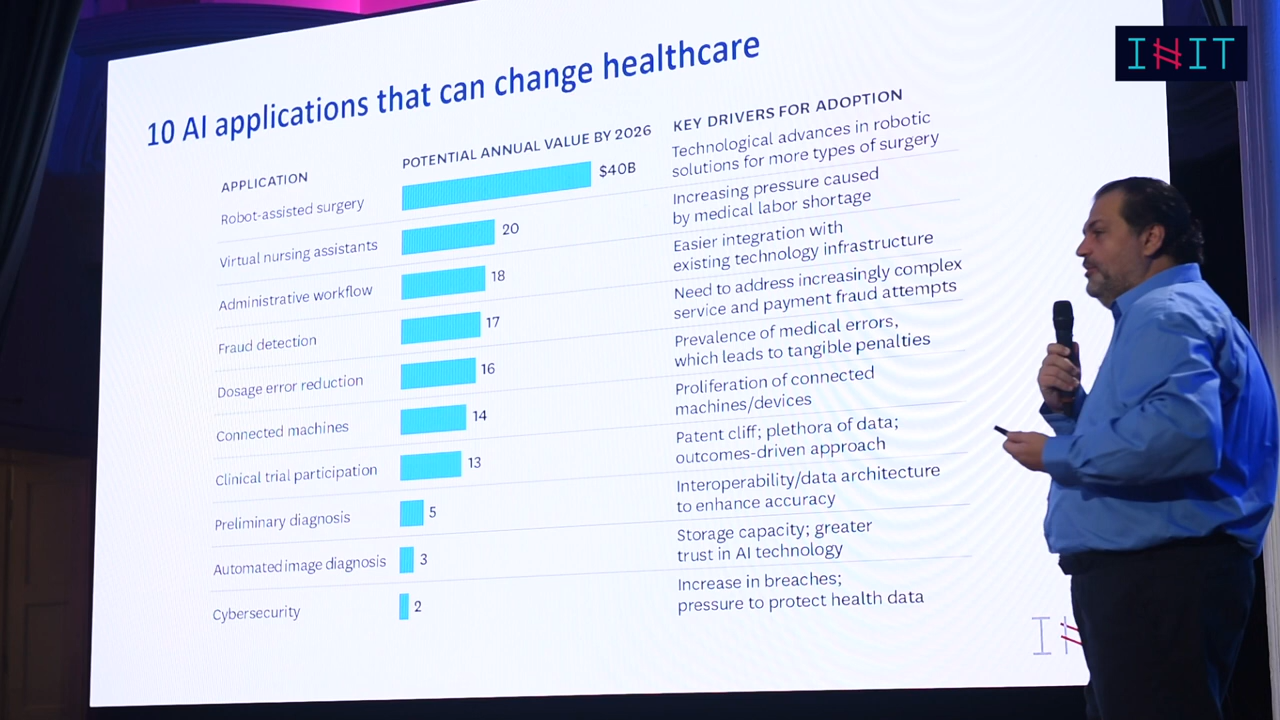 INIT
10 AI applications that can change healthcare
APPLICATION
POTENTIAL ANNUAL VALUE BY 2026
KEY DRIVERS FOR ADOPTION
Robot-assisted surgery
$40B
Technological advances in robotic
solutions for more types of surgery
Virtual nursing assistants
20
Increasing pressure caused
by medical labor shortage
Administrative workflow
18
Easier integration with
existing technology infrastructure
Fraud detection
17
Need to address increasingly complex
service and payment fraud attempts
Dosage error reduction
16
Prevalence of medical errors,
which leads to tangible penalties
Connected machines
14
Proliferation of connected
machines/devices
Clinical trial participation
13
Patent cliff; plethora of data;
outcomes-driven approach
Preliminary diagnosis
5
Interoperability/data architecture
to enhance accuracy
Automated image diagnosis
3
Storage capacity; greater
trust in AI technology
Cybersecurity
2
Increase in breaches;
pressure to protect health data
IN